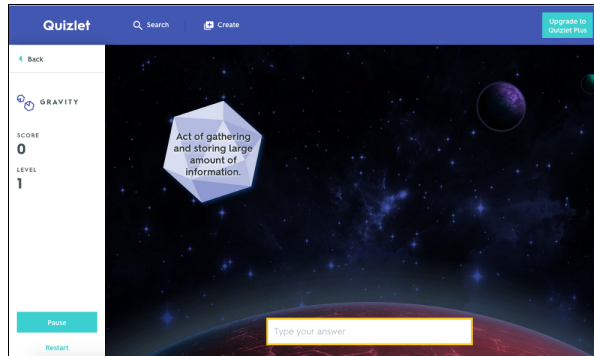 Quizlet
Search
Create
Upgrade to
Quizlet Plus
Back
GRAVITY
SCORE
0
LEVEL
1
Act of gathering
and storing large
amount of
information.
Type your answer
Pause
Restart